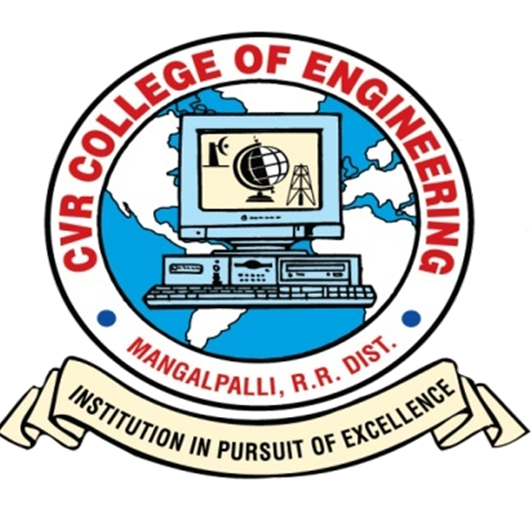 CVR COLLEGE OF ENGINEERING
MANGALPALLI, R.R. DIST.
INSTITUTION IN PURSUIT OF EXCELLENCE